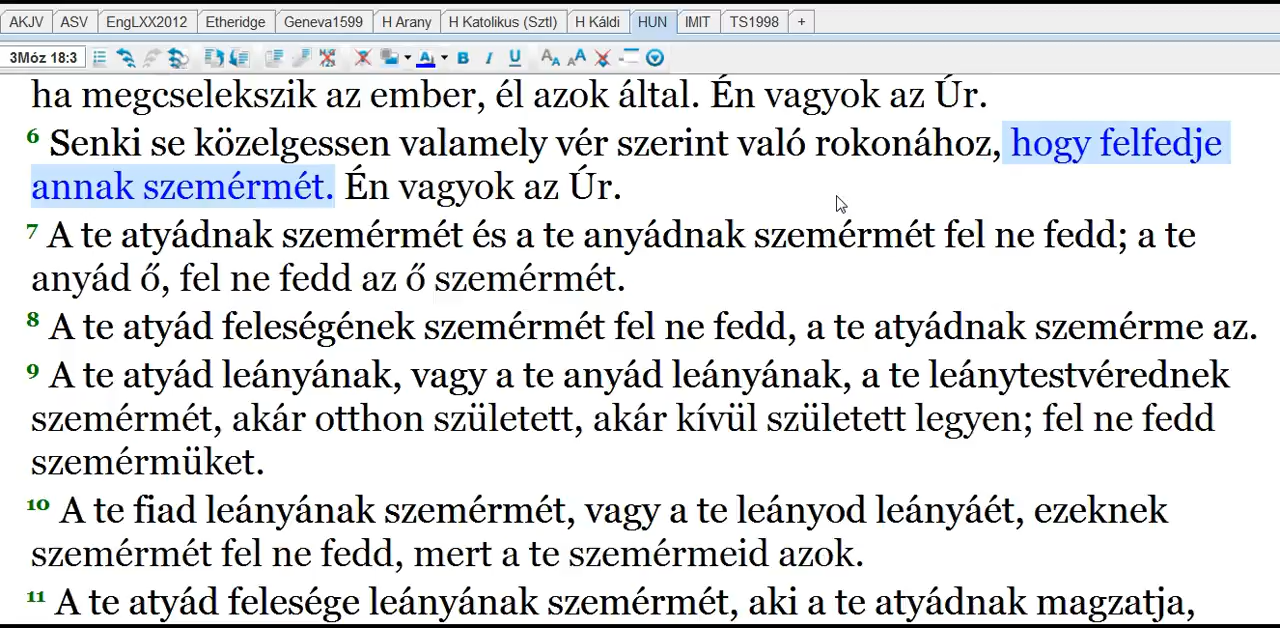 AKJV ASV EngLXX2012 Etheridge Geneva1599 H Arany H Katolikus (Sztl) H Káldi HUN IMIT TS1998 +
3Móz 18:3 A B I U A A A A
ha megcselekszik az ember, él azok által. Én vagyok az Úr.
6 Senki se közelgessen valamely vér szerint való rokonához, hogy felfedje
annak szemérmét. Én vagyok az Úr.
7 A te atyádnak szemérmét és a te anyádnak szemérmét fel ne fedd; a te
anyád ő, fel ne fedd az ő szemérmét.
8 A te atyád feleségének szemérmét fel ne fedd, a te atyádnak szemérme az.
9 A te atyád leányának, vagy a te anyád leányának, a te leánytestvérednek
szemérmét, akár otthon született, akár kívül született legyen; fel ne fedd
szemérmüket.
10 A te fiad leányának szemérmét, vagy a te leányod leányáét, ezeknek
szemérmét fel ne fedd, mert a te szemérmeid azok.
11 A te atyád felesége leányának szemérmét, aki a te atyádnak magzatja,